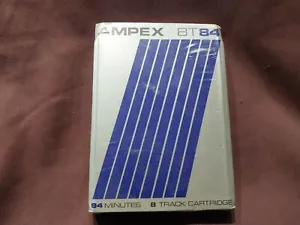 AMPEX 8T84
84 MINUTES 8 TRACK CARTRIDGE